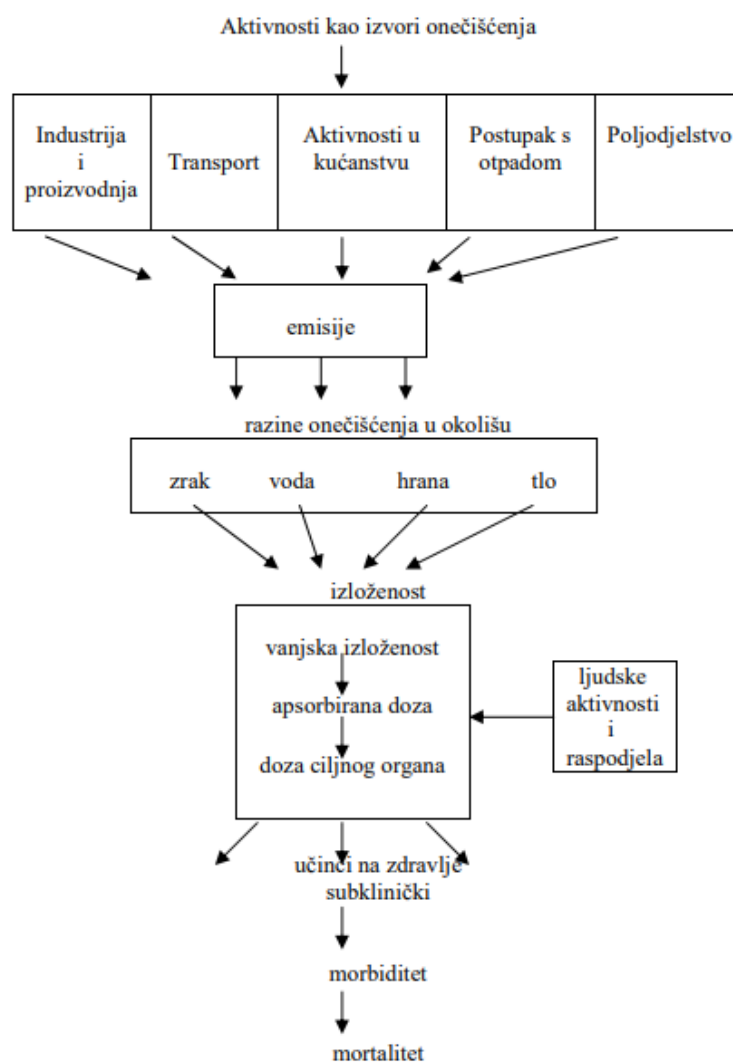 Aktivnosti kao izvori onečišćenja
Industrija
i
proizvodnja
Transport
Aktivnosti u
kućanstvu
Postupak s
otpadom
Poljodjelstvo
emisije
razine onečišćenja u okolišu
zrak voda hrana tlo
izloženost
vanjska izloženost
apsorbirana doza
doza ciljnog organa
ljudske
aktivnosti
i
raspodjela
učinci na zdravlje
subklinički
morbiditet
mortalitet